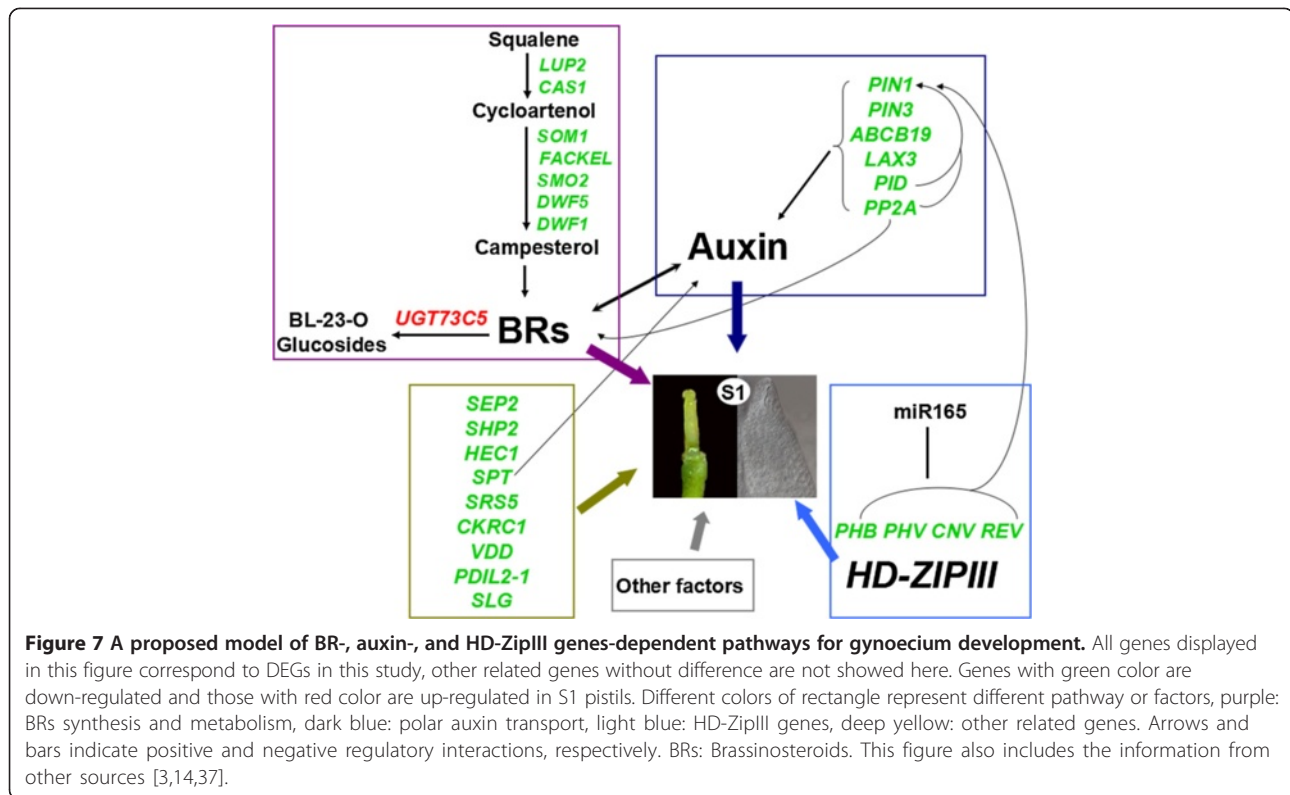 Squalene
LUP2
CAS1
Cycloartenol
SOM1
FACKEL
SMO2
DWF5
DWF1
Campesterol
BL-23-O
Glucosides
UGT73C5
BRs
PIN1
PIN3
ABCB19
LAX3
PID
PP2A
Auxin
SEP2
SHP2
HEC1
SPT
SRS5
CKRC1
VDD
PDIL2-1
SLG
S1
Other factors
miR165
PHB PHV CNV REV
HD-ZIPIII
Figure 7 A proposed model of BR-, auxin-, and HD-ZipIII genes-dependent pathways for gynoecium development. All genes displayed
in this figure correspond to DEGs in this study, other related genes without difference are not showed here. Genes with green color are
down-regulated and those with red color are up-regulated in S1 pistils. Different colors of rectangle represent different pathway or factors, purple:
BRs synthesis and metabolism, dark blue: polar auxin transport, light blue: HD-ZipIII genes, deep yellow: other related genes. Arrows and
bars indicate positive and negative regulatory interactions, respectively. BRs: Brassinosteroids. This figure also includes the information from
other sources [3,14,37].